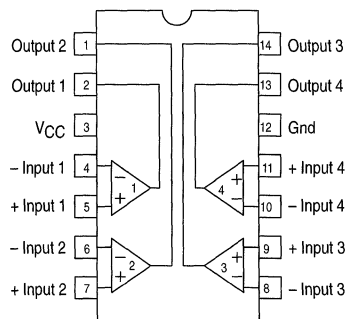 Output 2 1 14 Output 3
Output 1 2 13 Output 4
VCC 3 12 Gnd
– Input 1 4 − 1 4 + 11 + Input 4
+ Input 1 5 + − 10 – Input 4
– Input 2 6 − 2 3 + 9 + Input 3
+ Input 2 7 + − 8 – Input 3